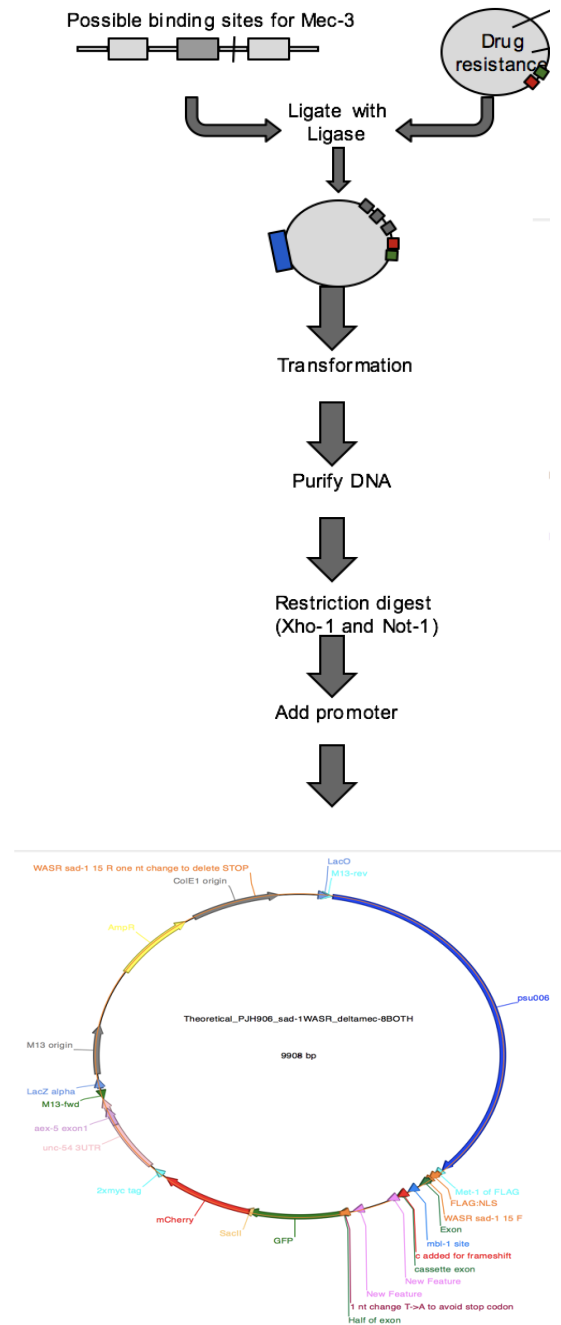 Possible binding sites for Mec-3
Drug
resistance
Ligate with
Ligase
Transformation
Purify DNA
Restriction digest
(Xho-1 and Not-1)
Add promoter
LacO
WASR sad-1 15 R one nt change to delete STOP
M13-rev
ColE1 origin
AmpR
psu006
Theoretical_PJH906_sad-1WASR_deltamec-8BOTH
M13 origin
9908 bp
LacZ alpha
M13-fwd
aex-5 exon1
unc-54 3UTR
2xmyc tag
Met-1 of FLAG
FLAG:NLS
mCherry
WASR sad-1 15 F
Exon
SacII
GFP
mbl-1 site
c added for frameshift
cassette exon
New Feature
New Feature
1 nt change T->A to avoid stop codon
Half of exon